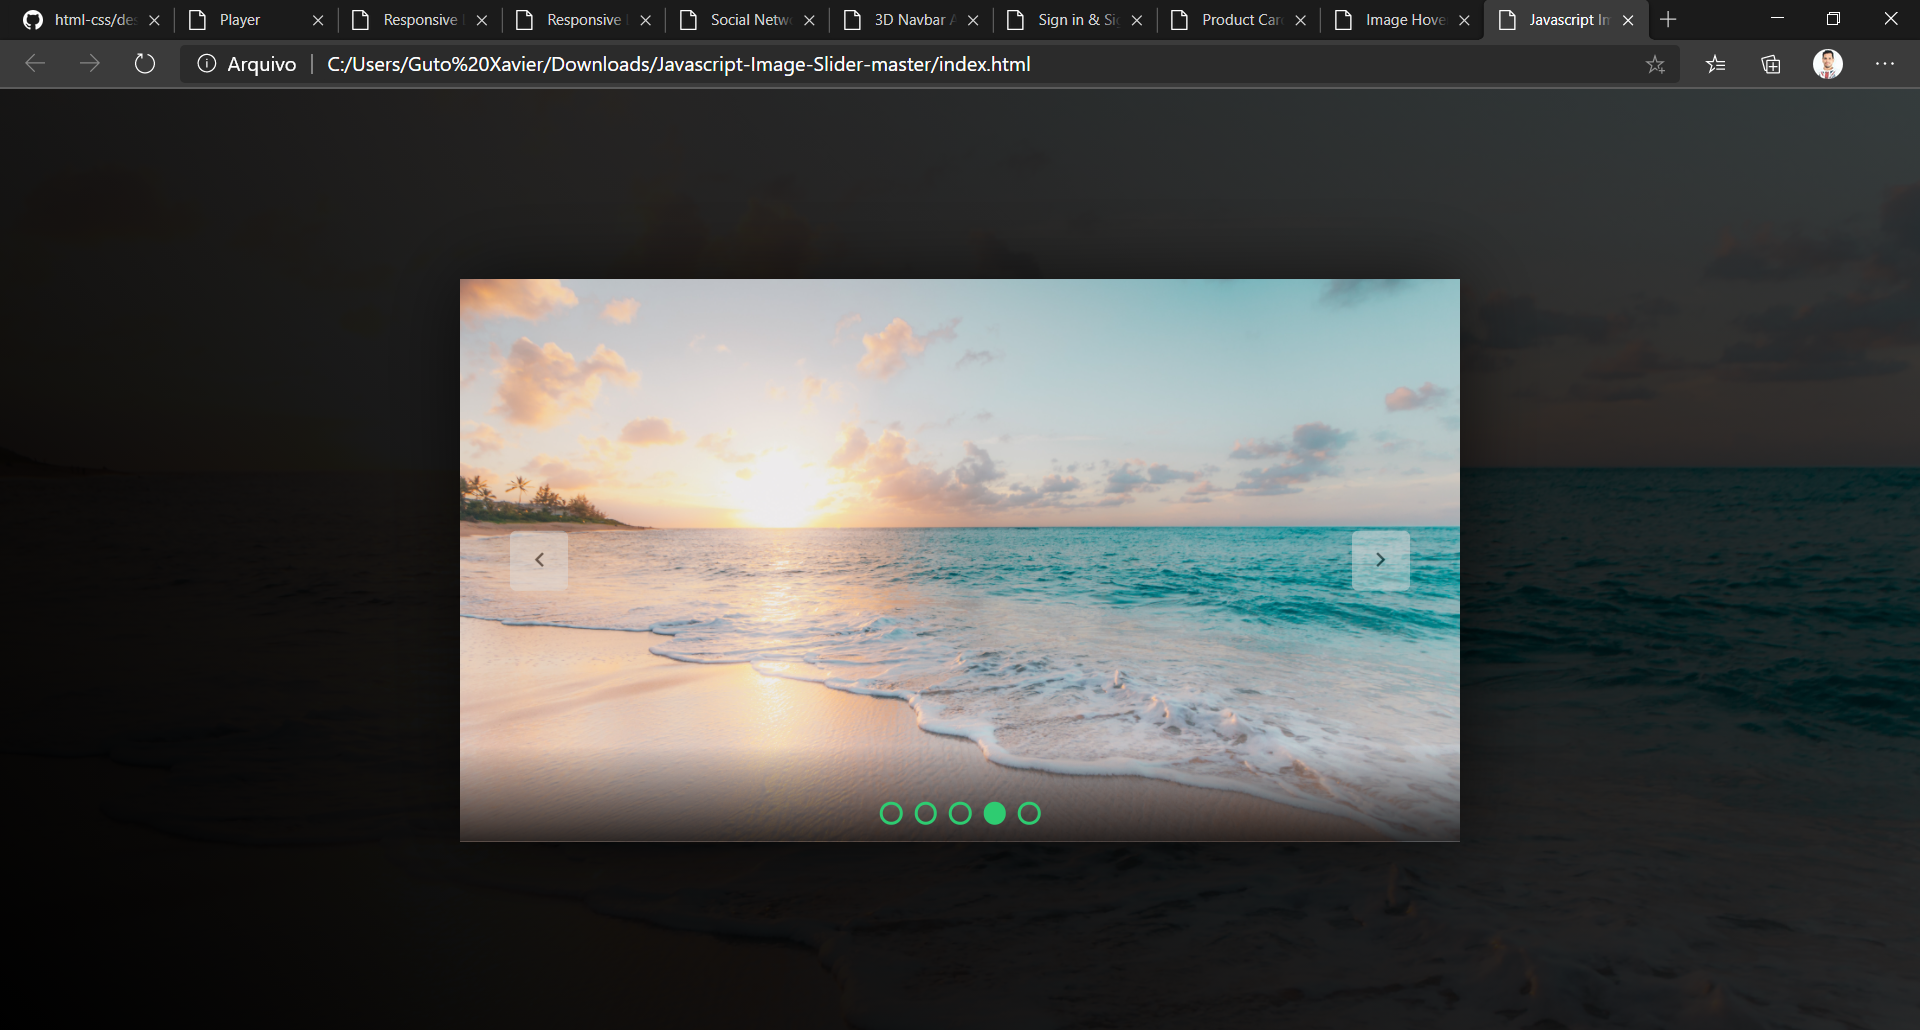 html-css/des
Player
Responsive
Responsive
Social Netw
3D Navbar A
Sign in & Si
Product Car
Image Hove
Javascript In
Arquivo
C:/Users/Guto%20Xavier/Downloads/Javascript-Image-Slider-master/index.html